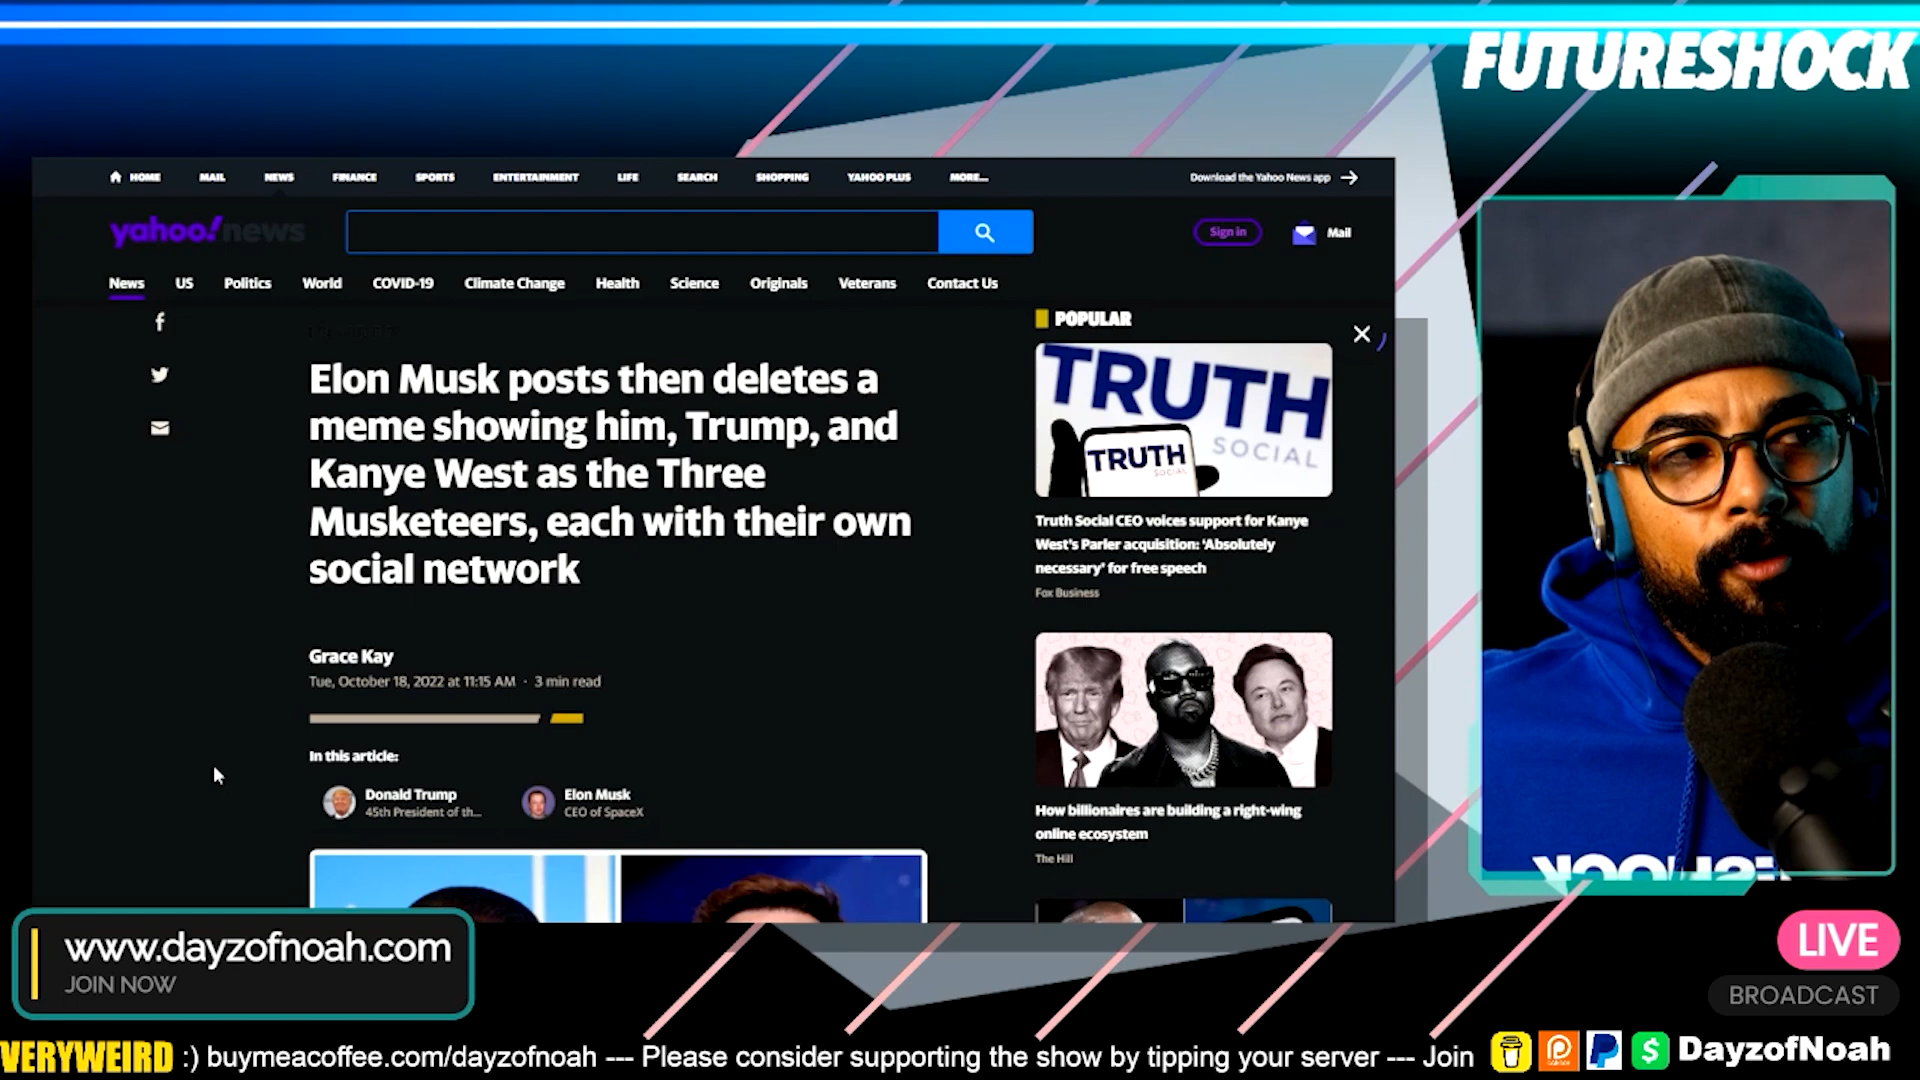 FUTURESHOCK
HOME MAIL NEWS FINANCE SPORTS ENTERTAINMENT LIFE SEARCH SHOPPING YAHOO PLUS MORE... Download the Yahoo News app
yahoo!news Sign in Mail
News US Politics World COVID-19 Climate Change Health Science Originals Veterans Contact Us
Elon Musk posts then deletes a
meme showing him, Trump, and
Kanye West as the Three
Musketeers, each with their own
social network
Grace Kay
Tue, October 18, 2022 at 11:15 AM · 3 min read
In this article:
Donald Trump
45th President of th...
Elon Musk
CEO of SpaceX
POPULAR
TRUTH
SOCIAL
TRUTH
SOCIAL
Truth Social CEO voices support for Kanye
West's Parler acquisition: 'Absolutely
necessary' for free speech
Fox Business
How billionaires are building a right-wing
online ecosystem
The Hill
www.dayzofnoah.com
JOIN NOW
LIVE
BROADCAST
VERYWEIRD :) buymeacoffee.com/dayzofnoah --- Please consider supporting the show by tipping your server --- Join $ DayzofNoah